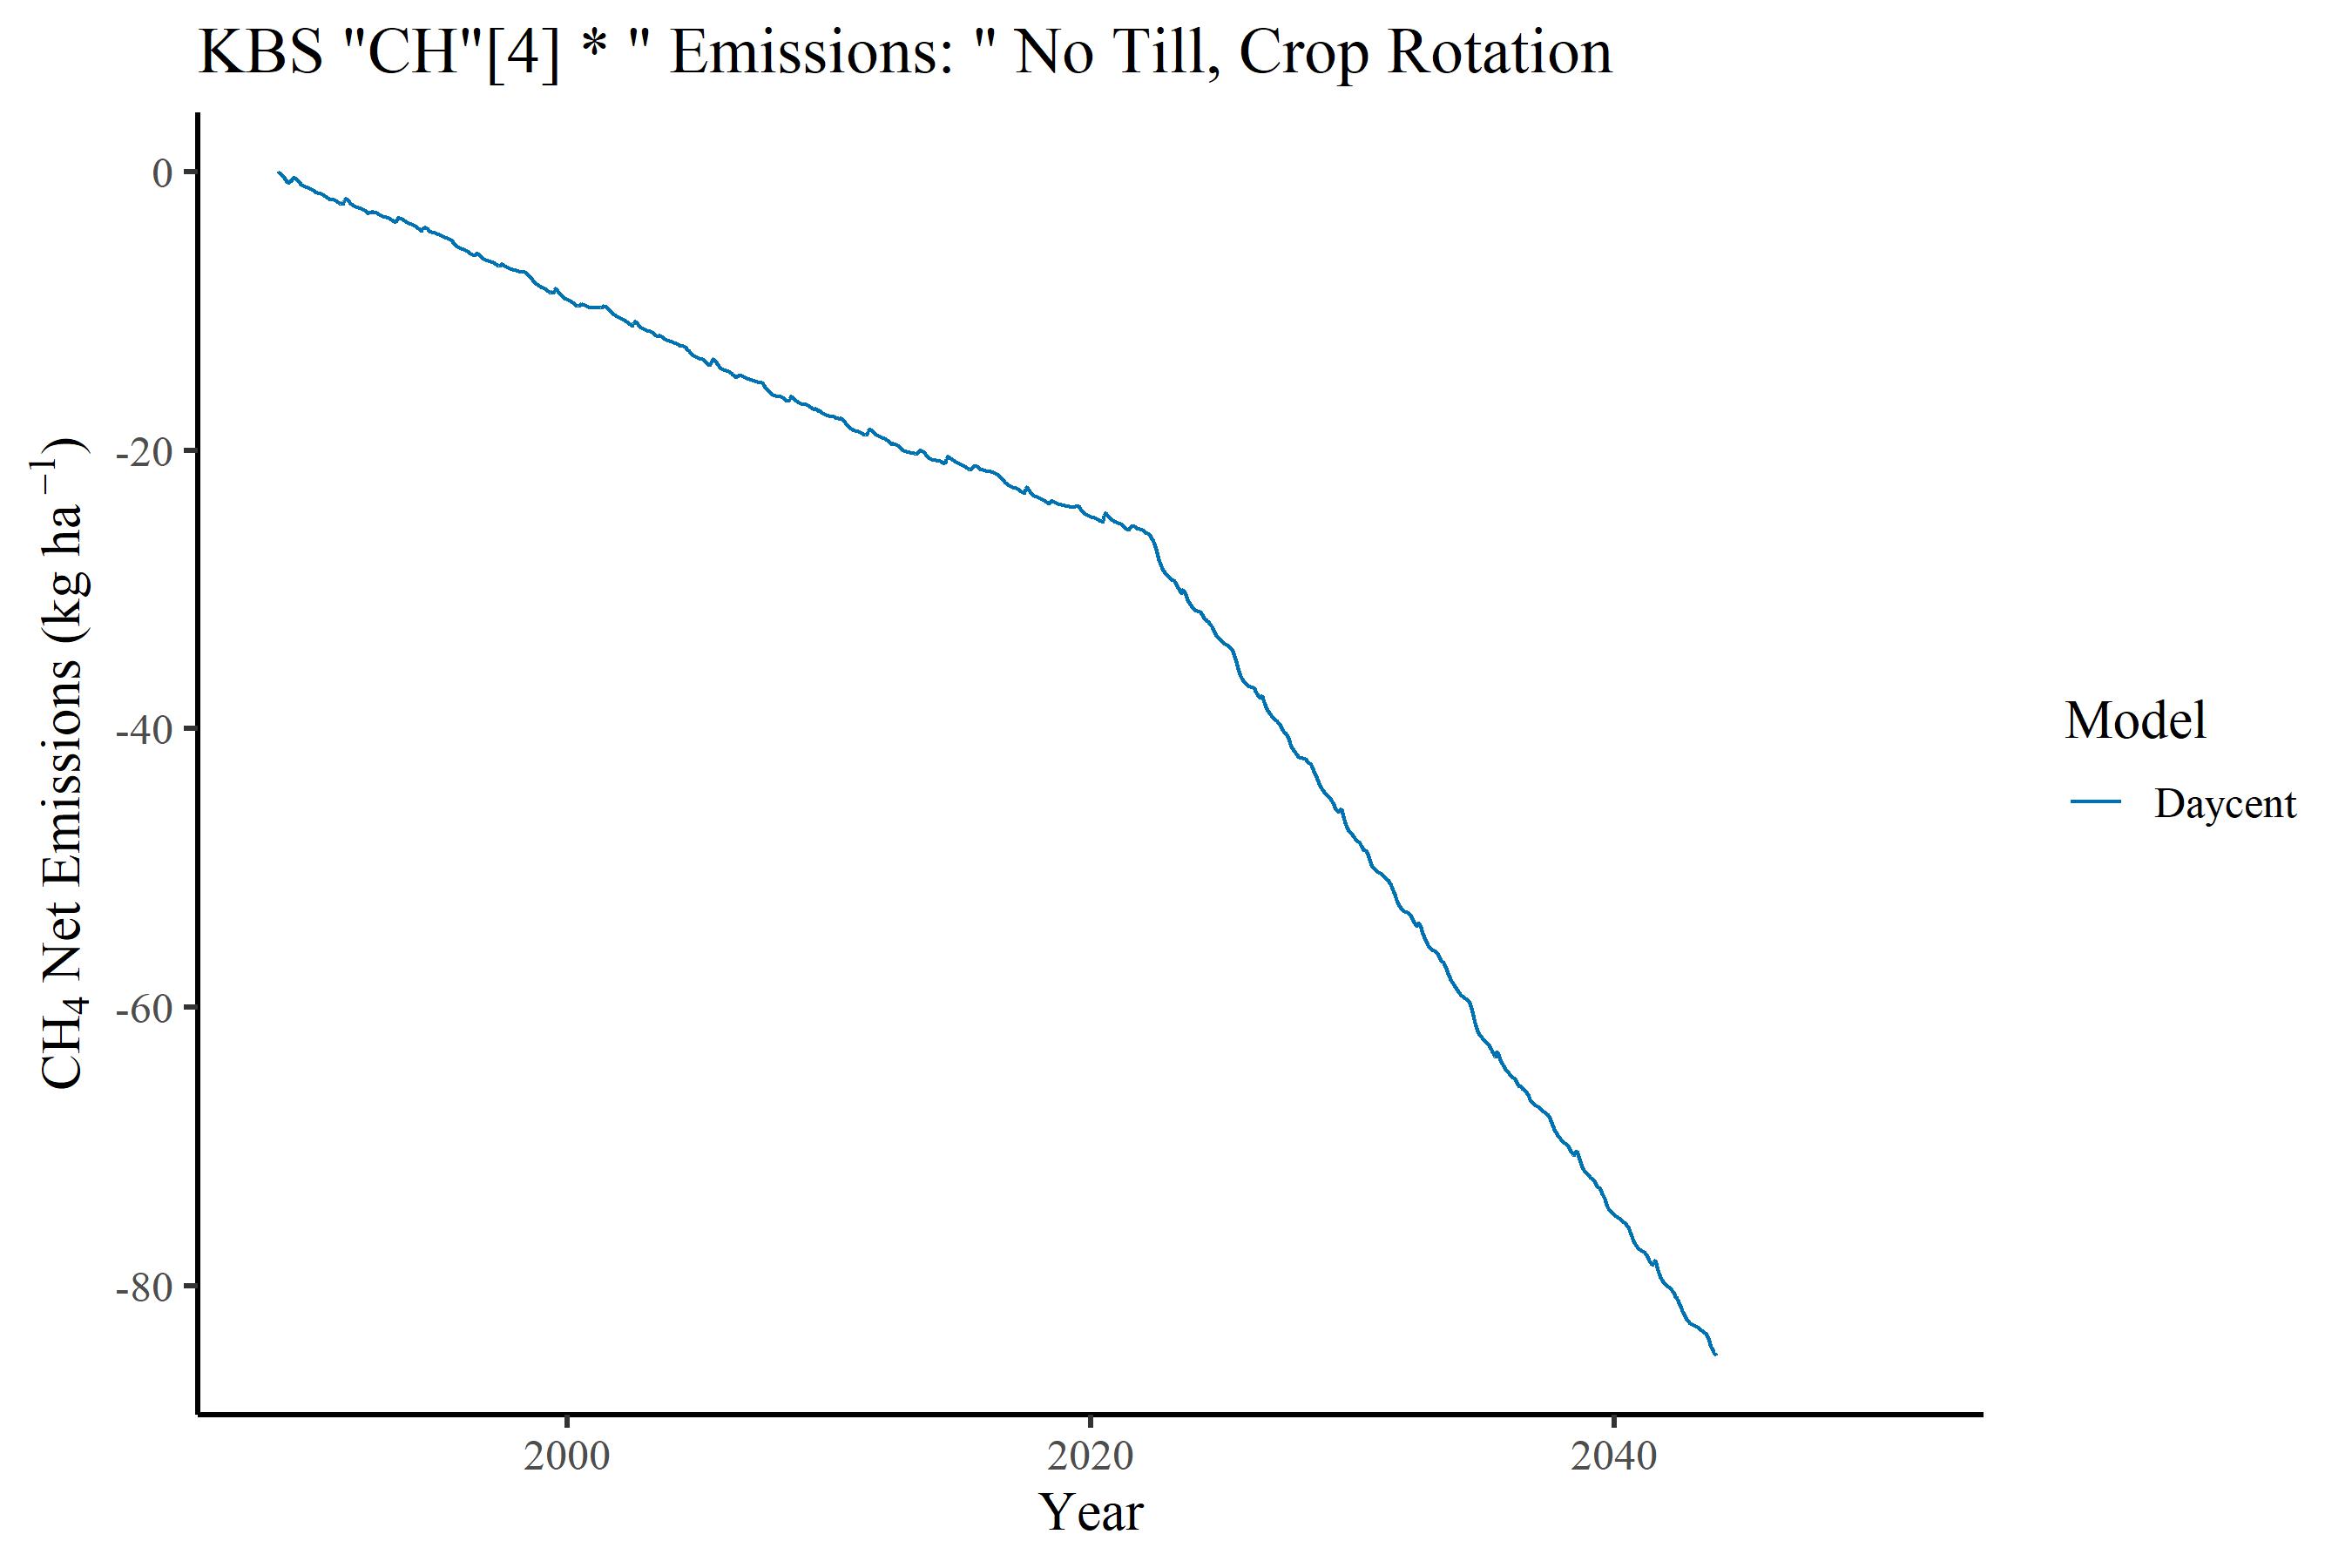 KBS "CH"[4] * " Emissions: " No Till, Crop Rotation
CH₄ Net Emissions (kg ha ⁻¹)
0
-20
-40
-60
-80
2000 2020 2040
Year
Model
Daycent